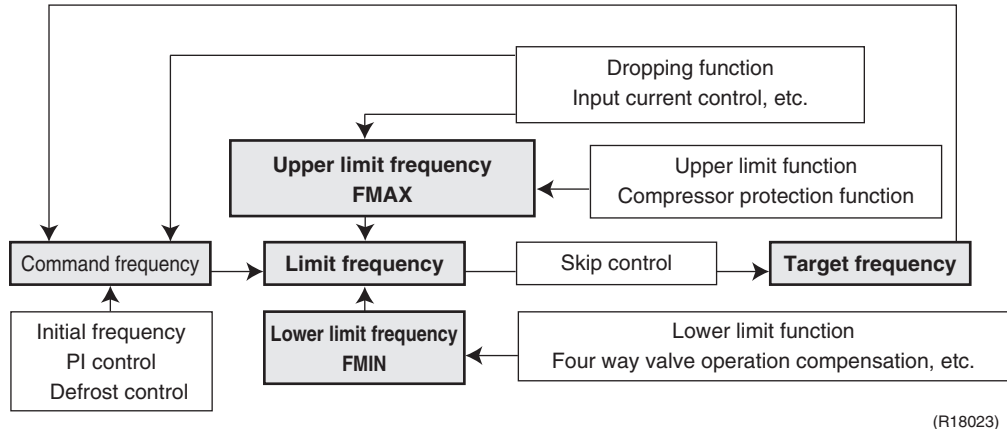 Dropping function
Input current control, etc.
Upper limit frequency
FMAX
Upper limit function
Compressor protection function
Command frequency
Limit frequency
Skip control
Target frequency
Initial frequency
PI control
Defrost control
Lower limit frequency
FMIN
Lower limit function
Four way valve operation compensation, etc.
(R18023)